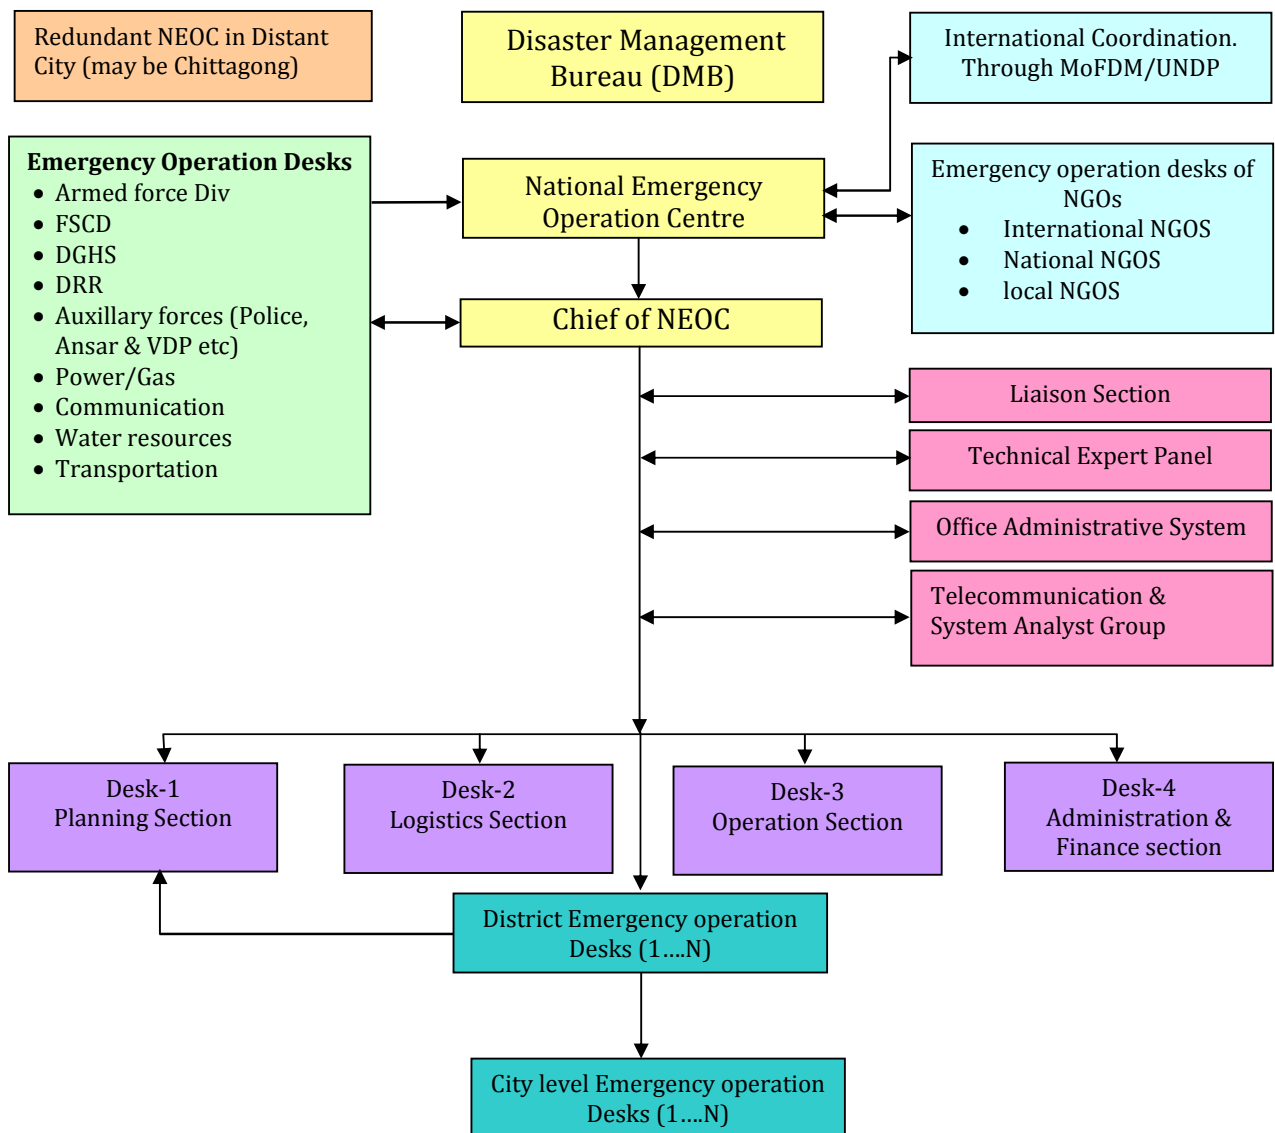 Redundant NEOC in Distant
City (may be Chittagong)
Disaster Management
Bureau (DMB)
International Coordination.
Through MoFDM/UNDP
Emergency Operation Desks
• Armed force Div
• FSCD
• DGHS
• DRR
• Auxillary forces (Police,
Ansar & VDP etc)
• Power/Gas
• Communication
• Water resources
• Transportation
National Emergency
Operation Centre
Emergency operation desks of
NGOs
• International NGOS
• National NGOS
• local NGOS
Chief of NEOC
Liaison Section
Technical Expert Panel
Office Administrative System
Telecommunication &
System Analyst Group
Desk-1
Planning Section
Desk-2
Logistics Section
Desk-3
Operation Section
Desk-4
Administration &
Finance section
District Emergency operation
Desks (1....N)
City level Emergency operation
Desks (1....N)